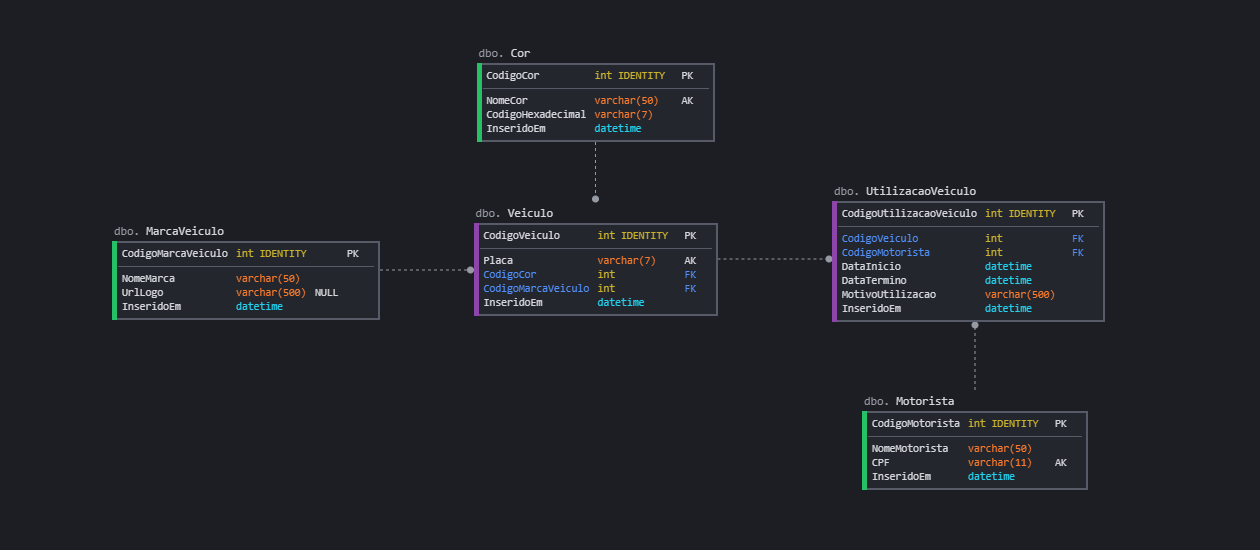 dbo. Cor
CodigoCor int IDENTITY PK
NomeCor varchar(50) AK
CodigoHexadecimal varchar(7)
InseridoEm datetime
dbo. MarcaVeiculo
CodigoMarcaVeiculo int IDENTITY PK
NomeMarca varchar(50)
UrlLogo varchar(500) NULL
InseridoEm datetime
dbo. Veiculo
CodigoVeiculo int IDENTITY PK
Placa varchar(7) AK
CodigoCor int FK
CodigoMarcaVeiculo int FK
InseridoEm datetime
dbo. UtilizacaoVeiculo
CodigoUtilizacaoVeiculo int IDENTITY PK
CodigoVeiculo int FK
CodigoMotorista int FK
DataInicio datetime
DataTermino datetime
MotivoUtilizacao varchar(500)
InseridoEm datetime
dbo. Motorista
CodigoMotorista int IDENTITY PK
NomeMotorista varchar(50)
CPF varchar(11) AK
InseridoEm datetime